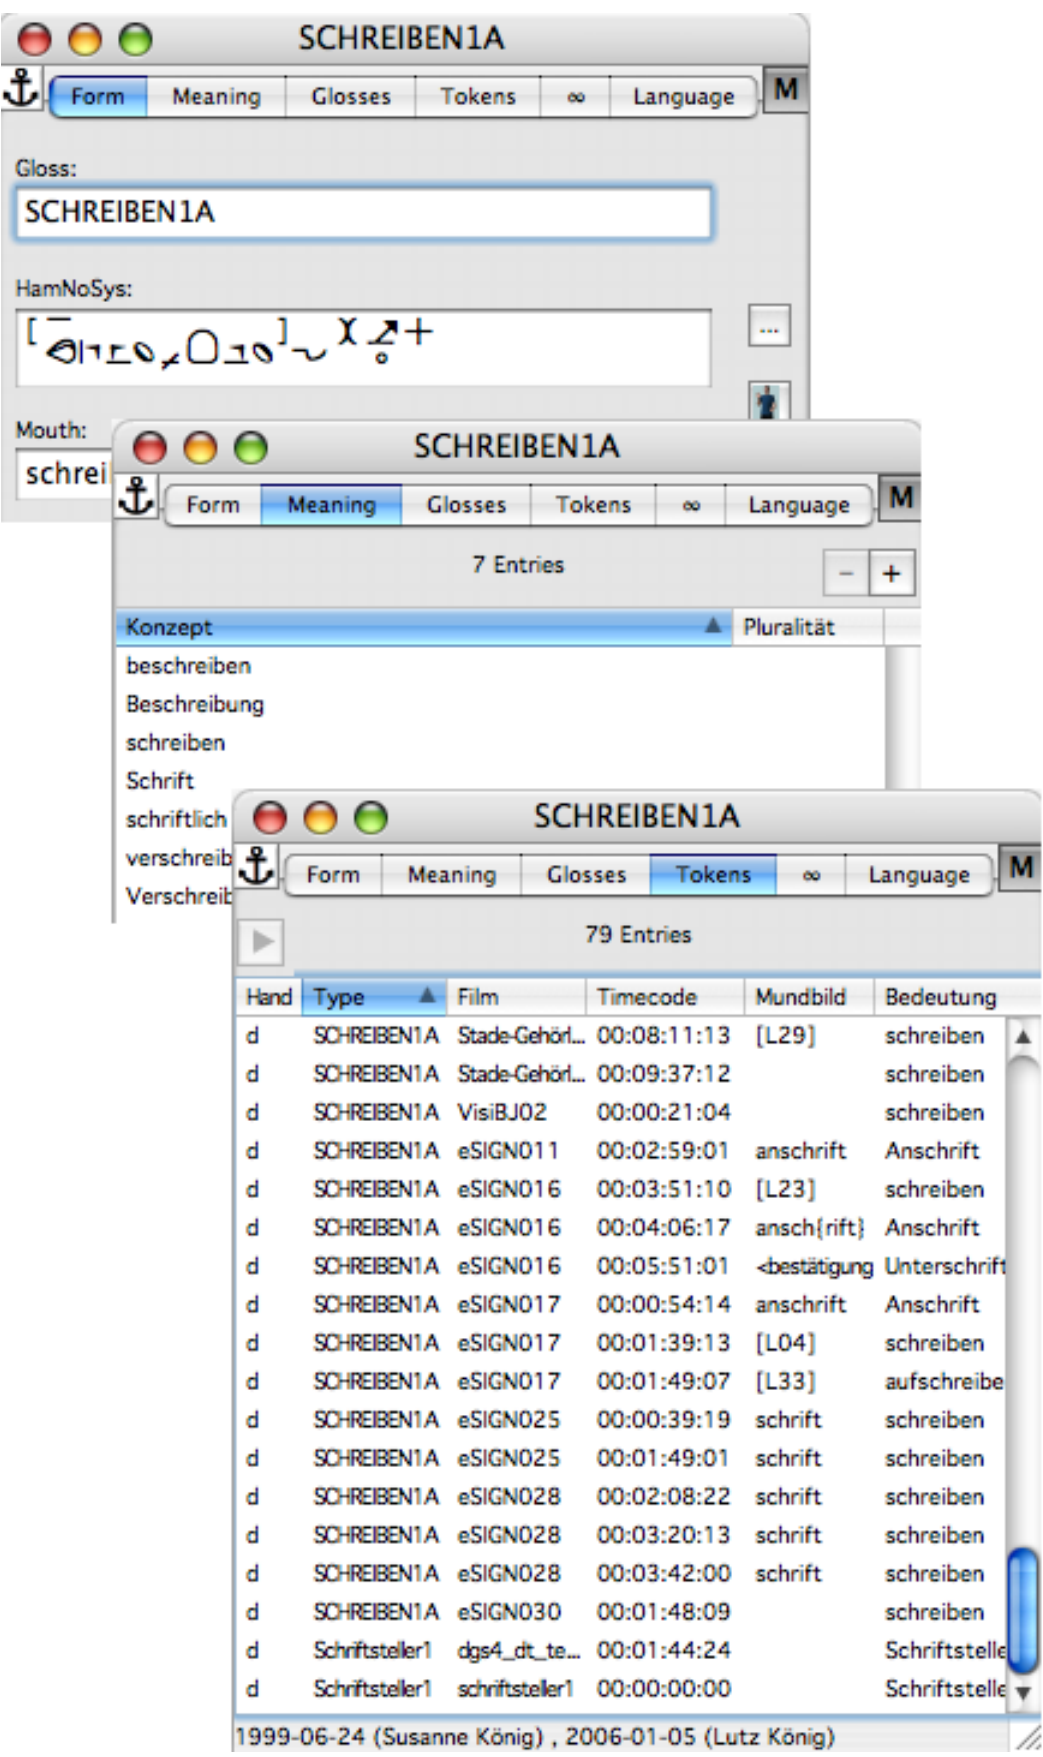 SCHREIBEN1A
Form Meaning Glosses Tokens ∞ Language M
Gloss:
SCHREIBEN1A
HamNoSys:
...
Mouth:
schrei
SCHREIBEN1A
Form Meaning Glosses Tokens ∞ Language M
7 Entries
− +
Konzept Pluralität
beschreiben
Beschreibung
schreiben
Schrift
schriftlich
verschreib
Verschreib
SCHREIBEN1A
Form Meaning Glosses Tokens ∞ Language M
79 Entries
Hand Type Film Timecode Mundbild Bedeutung
d SCHREIBEN1A Stade-Gehörl... 00:08:11:13 [L29] schreiben
d SCHREIBEN1A Stade-Gehörl... 00:09:37:12 schreiben
d SCHREIBEN1A VisiBJ02 00:00:21:04 schreiben
d SCHREIBEN1A eSIGN011 00:02:59:01 anschrift Anschrift
d SCHREIBEN1A eSIGN016 00:03:51:10 [L23] schreiben
d SCHREIBEN1A eSIGN016 00:04:06:17 ansch{rift} Anschrift
d SCHREIBEN1A eSIGN016 00:05:51:01 <bestätigung Unterschrift
d SCHREIBEN1A eSIGN017 00:00:54:14 anschrift Anschrift
d SCHREIBEN1A eSIGN017 00:01:39:13 [L04] schreiben
d SCHREIBEN1A eSIGN017 00:01:49:07 [L33] aufschreibe
d SCHREIBEN1A eSIGN025 00:00:39:19 schrift schreiben
d SCHREIBEN1A eSIGN025 00:01:49:01 schrift schreiben
d SCHREIBEN1A eSIGN028 00:02:08:22 schrift schreiben
d SCHREIBEN1A eSIGN028 00:03:20:13 schrift schreiben
d SCHREIBEN1A eSIGN028 00:03:42:00 schrift schreiben
d SCHREIBEN1A eSIGN030 00:01:48:09 schreiben
d Schriftsteller1 dgs4_dt_te... 00:01:44:24 Schriftstelle
d Schriftsteller1 schriftsteller1 00:00:00:00 Schriftstelle
1999-06-24 (Susanne König) , 2006-01-05 (Lutz König)